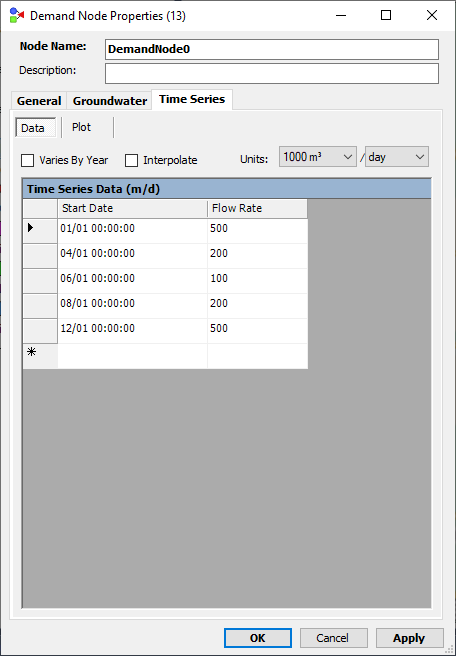 Demand Node Properties (13)
Node Name: DemandNode0
Description:
General Groundwater Time Series
Data Plot
Varies By Year Interpolate Units: 1000 m³ / day
Time Series Data (m/d)
Start Date Flow Rate
01/01 00:00:00 500
04/01 00:00:00 200
06/01 00:00:00 100
08/01 00:00:00 200
12/01 00:00:00 500
OK Cancel Apply